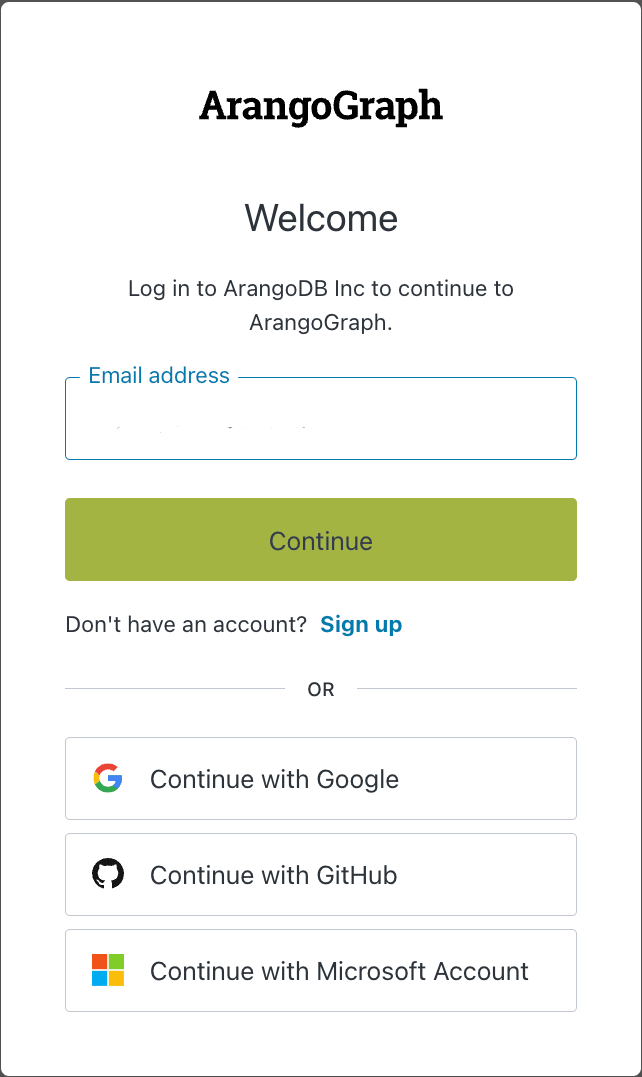 ArangoGraph
Welcome
Log in to ArangoDB Inc to continue to
ArangoGraph.
Email address
Continue
Don't have an account? Sign up
OR
Continue with Google
Continue with GitHub
Continue with Microsoft Account